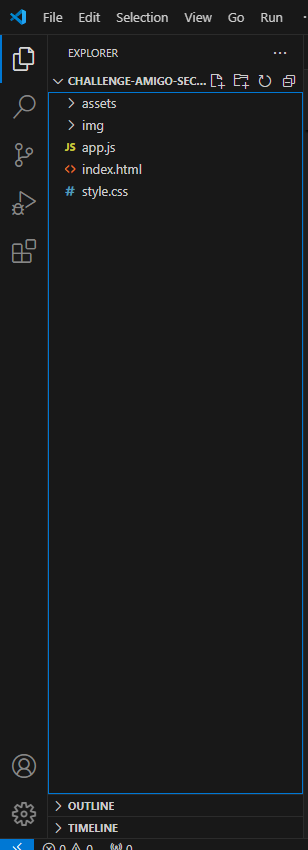 File Edit Selection View Go Run
EXPLORER
CHALLENGE-AMIGO-SEC...
assets
img
JS app.js
<> index.html
# style.css
OUTLINE
TIMELINE
0 0 0